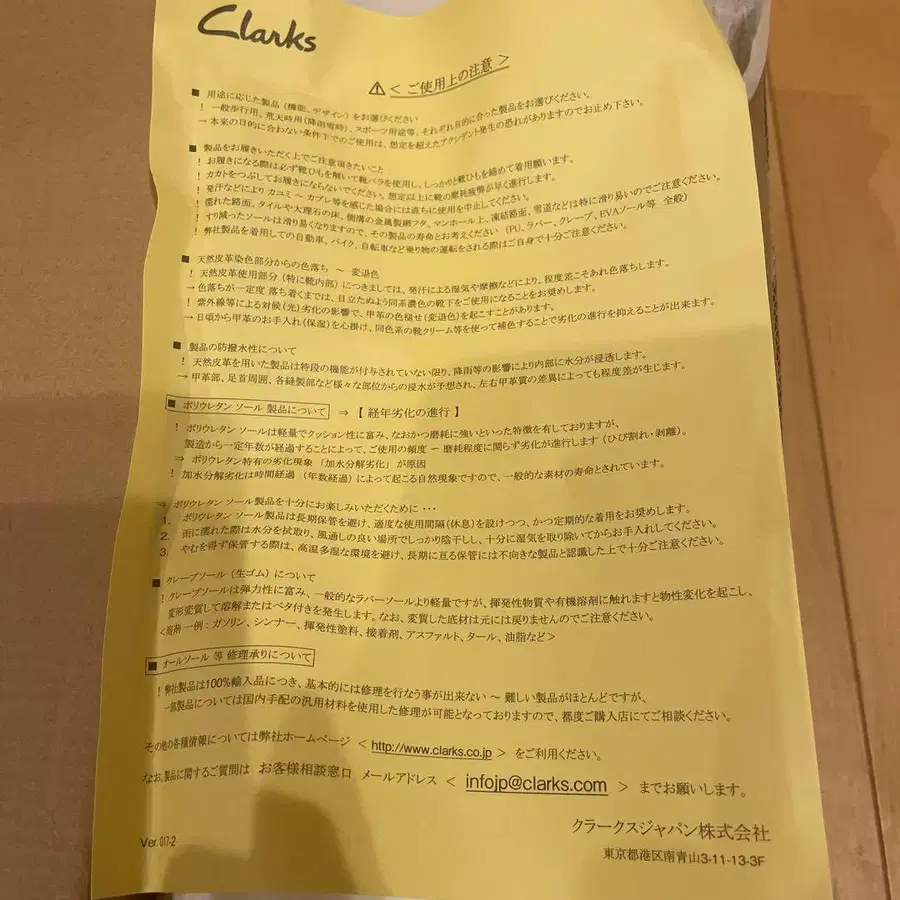 Clarks
⚠ < ご使用上の注意 >
■ 用途に応じた製品 (機能、デザイン) をお選びください
! 一般歩行用、荒天時用(降雨雪時)、スポーツ用途等、それぞれ目的に合った製品をお選びください。
→ 本来の目的に合わない条件下でのご使用は、想定を超えたアクシデント発生の恐れがありますのでお止め下さい。
■ 製品をお履きいただく上でご注意頂きたいこと
! お履きになる際は必ず靴ひもを解いて靴ベラを使用し、しっかりと靴ひもを締めて着用願います。
! カカトをつぶしてお履きにならないでください。想定以上に靴の摩耗疲弊が早く進行します。
! 発汗などにより カユミ ～ カブレ等を感じた場合には直ちに使用を中止してください。
! 濡れた路面、タイルや大理石の床、側溝の金属製網フタ、マンホール上、凍結路面、雪道などは特に滑り易いのでご注意ください。
! すり減ったソールは滑り易くなりますので、その製品の寿命とお考えください (PU、ラバー、クレープ、EVAソール等 全般)
! 弊社製品を着用しての自動車、バイク、自転車など乗り物の運転をされる際はご自身で十分ご注意ください。
■ 天然皮革染色部分からの色落ち ～ 変退色
! 天然皮革使用部分 (特に靴内部) につきましては、発汗による湿気や摩擦などにより、程度差こそあれ色落ちします。
→ 色落ちが一定度 落ち着くまでは、目立たぬよう同系濃色の靴下をご使用になることをお奨めします。
! 紫外線等による対候(光)劣化の影響で、甲革の色褪せ(変退色)を起こすことがあります。
→ 日頃から甲革のお手入れ(保湿)を心掛け、同色系の靴クリーム等を使って補色することで劣化の進行を抑えることが出来ます。
■ 製品の防撥水性について
! 天然皮革を用いた製品は特段の機能が付与されていない限り、降雨等の影響により内部に水分が浸透します。
→ 甲革部、足首周囲、各縫製部など様々な部位からの浸水が予想され、左右甲革質の差異によっても程度差が生じます。
■ ポリウレタン ソール 製品について ⇒ 【 経年劣化の進行 】
! ポリウレタン ソールは軽量でクッション性に富み、なおかつ磨耗に強いといった特徴を有しておりますが、
製造から一定年数が経過することによって、ご使用の頻度 ー 磨耗程度に関らず劣化が進行します (ひび割れ・剥離)。
⇒ ポリウレタン特有の劣化現象 「加水分解劣化」 が原因
! 加水分解劣化は時間経過 (年数経過) によって起こる自然現象ですので、一般的な素材の寿命とされています。
⇒ ポリウレタン ソール製品を十分にお楽しみいただくために ・・・
1. ポリウレタン ソール製品は長期保管を避け、適度な使用間隔(休息)を設けつつ、かつ定期的な着用をお奨めします。
2. 雨に濡れた際は水分を拭取り、風通しの良い場所でしっかり陰干しし、十分に湿気を取り除いてからお手入れしてください。
3. やむを得ず保管する際は、高温多湿な環境を避け、長期に亘る保管には不向きな製品と認識した上で十分ご注意ください。
■ クレープソール (生ゴム) について
! クレープソールは弾力性に富み、一般的なラバーソールより軽量ですが、揮発性物質や有機溶剤に触れますと物性変化を起こし、
変形変質して溶解またはベタ付きを発生します。なお、変質した底材は元には戻りませんのでご注意ください。
<溶剤 一例 : ガソリン、シンナー、揮発性塗料、接着剤、アスファルト、タール、油脂など>
■ オールソール 等 修理承りについて
! 弊社製品は100%輸入品につき、基本的には修理を行なう事が出来ない ～ 難しい製品がほとんどですが、
一部製品については国内手配の汎用材料を使用した修理が可能となっておりますので、都度ご購入店にてご相談ください。
その他の各種情報については弊社ホームページ < http://www.clarks.co.jp > をご利用ください。
なお、製品に関するご質問は お客様相談窓口 メールアドレス < infojp@clarks.com > までお願いします。
クラークスジャパン株式会社
Ver. 017-2
東京都港区南青山3-11-13-3F